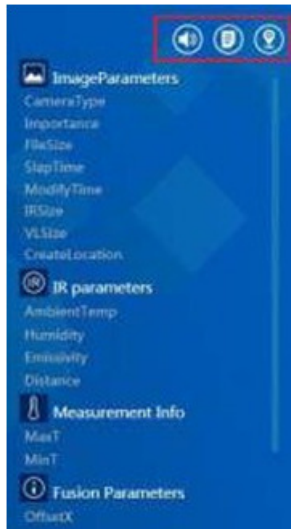 ImageParameters
CameraType
Importance
FileSize
SlapTime
ModifyTime
IRSize
VLSize
CreateLocation
IR
IR parameters
AmbientTemp
Humidity
Emissivity
Distance
Measurement Info
MaxT
MinT
Fusion Parameters
OffsetX